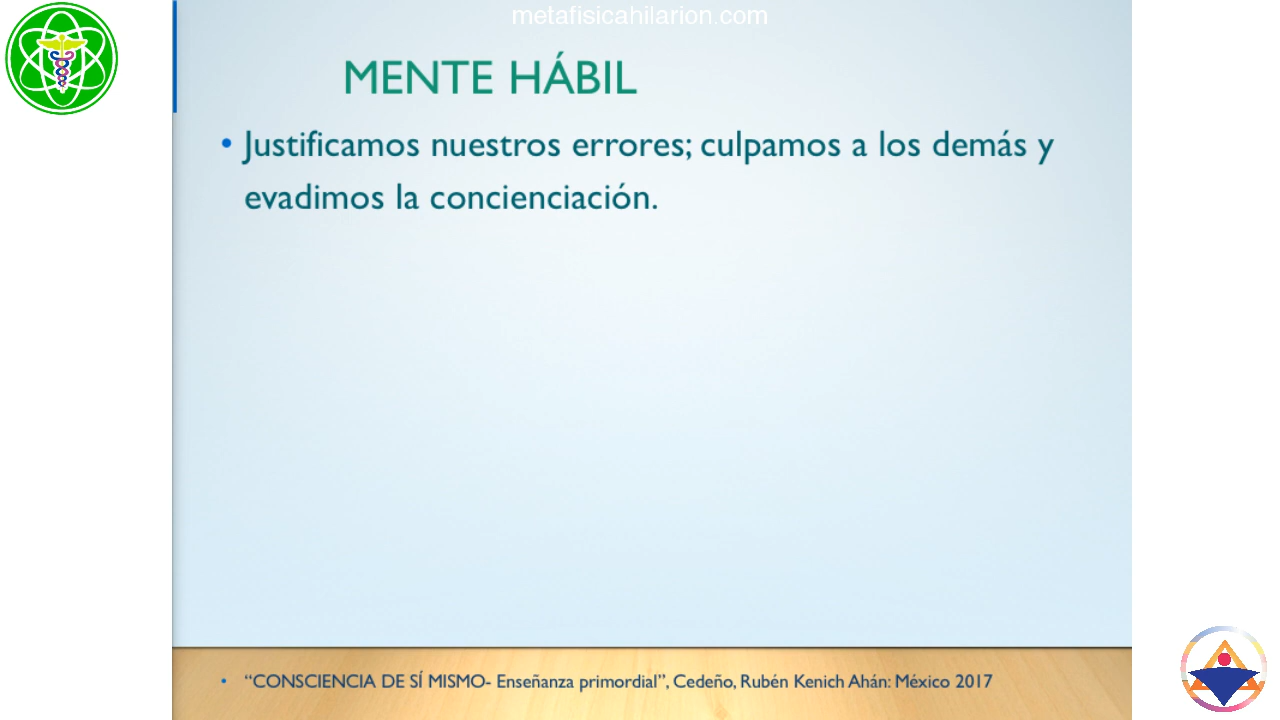 metafisicahilarion.com
MENTE HÁBIL
• Justificamos nuestros errores; culpamos a los demás y
evadimos la concienciación.
• “CONSCIENCIA DE SÍ MISMO- Enseñanza primordial”, Cedeño, Rubén Kenich Ahán: México 2017